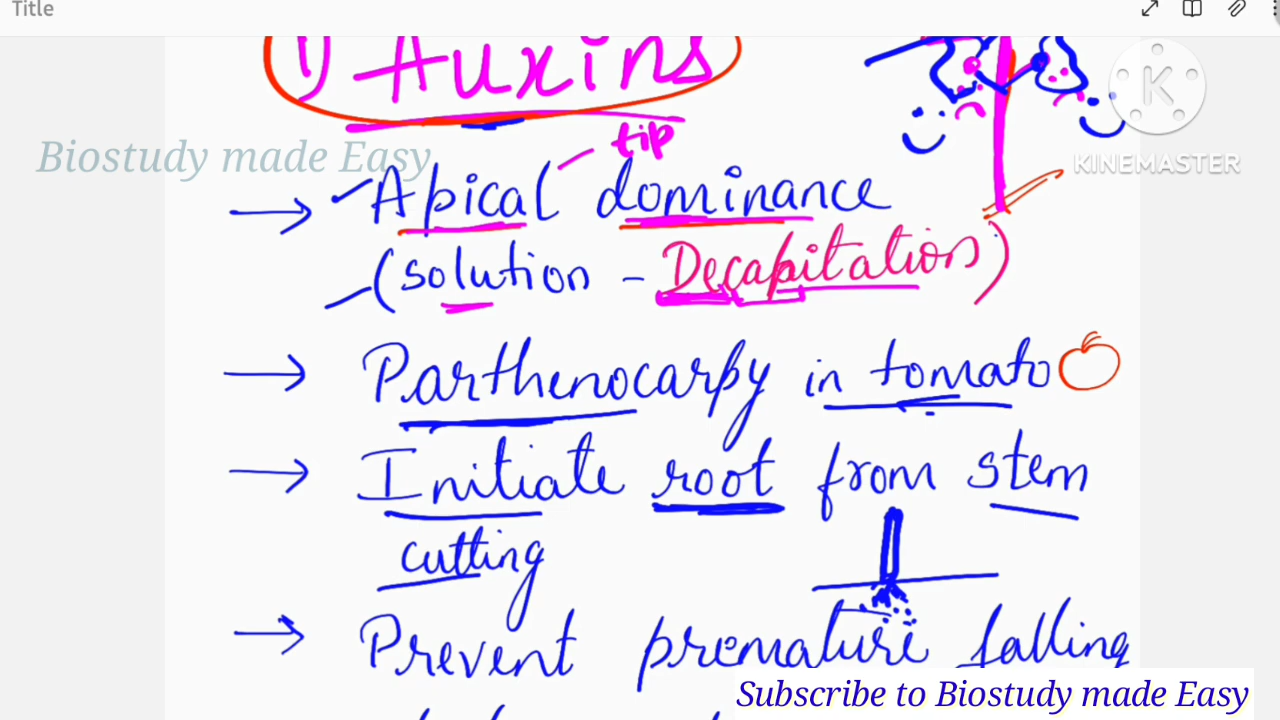 Title
1) Auxins
K
KINEMASTER
Biostudy made Easy
tip
→ Apical dominance
(solution - Decapitation)
→ Parthenocarpy in tomato
→ Initiate root from stem
cutting
→ Prevent premature falling
Subscribe to Biostudy made Easy